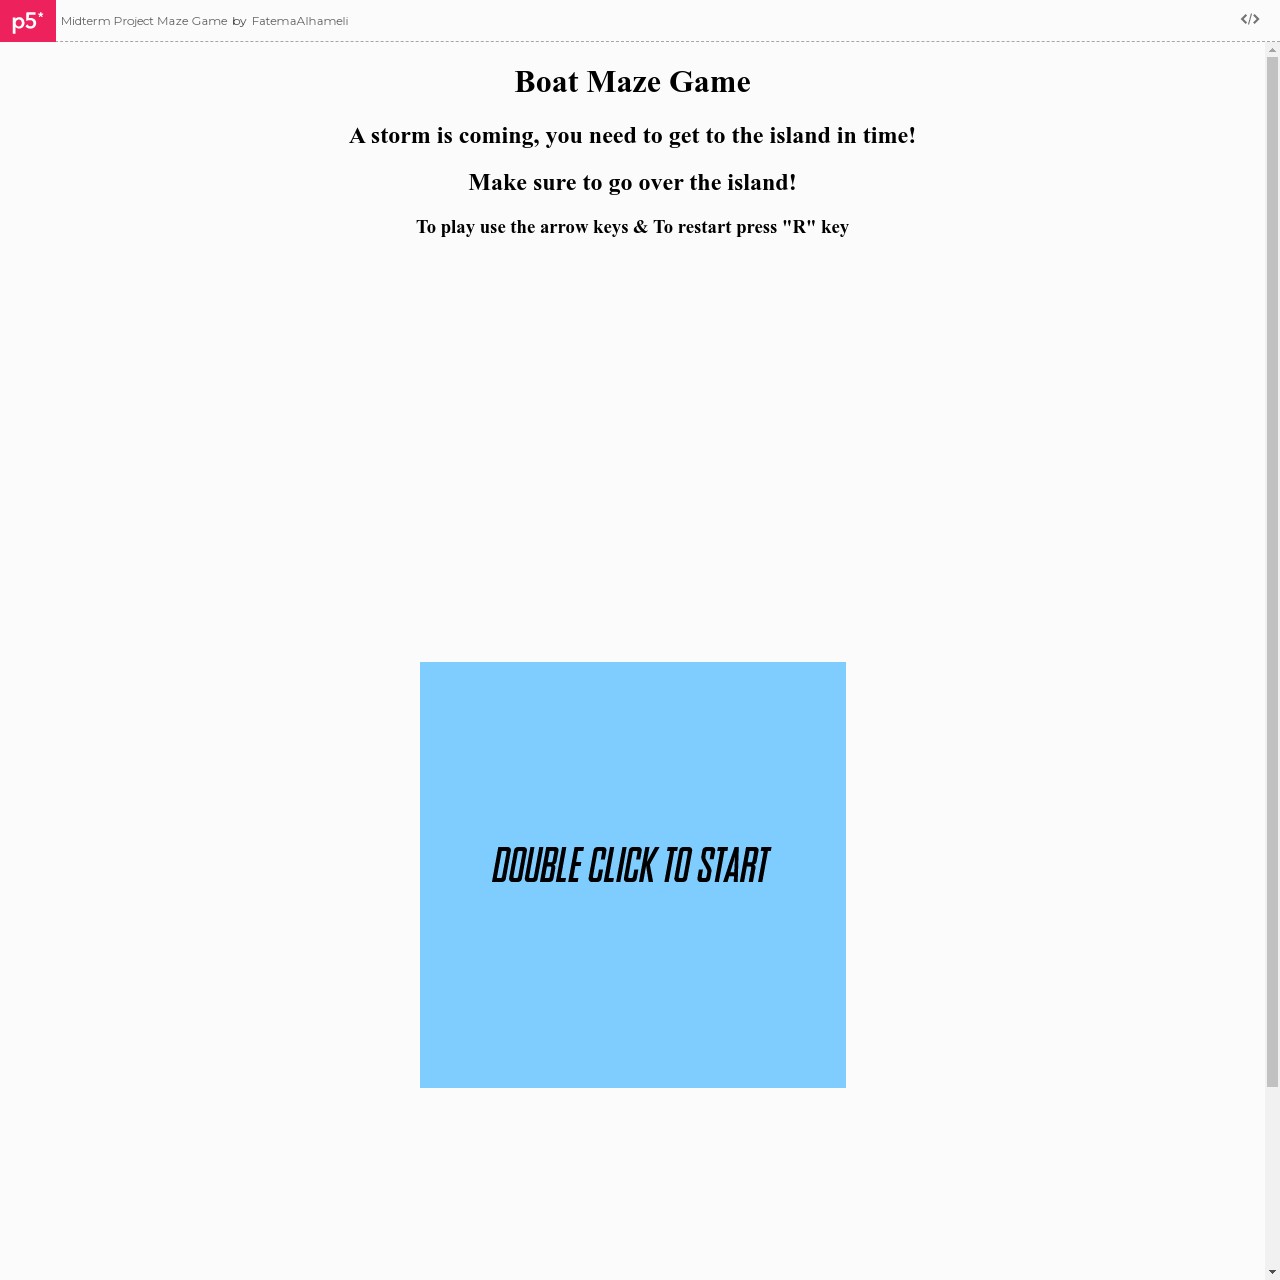 p5* Midterm Project Maze Game by FatemaAlhameli </>
Boat Maze Game
A storm is coming, you need to get to the island in time!
Make sure to go over the island!
To play use the arrow keys & To restart press "R" key
DOUBLE CLICK TO START